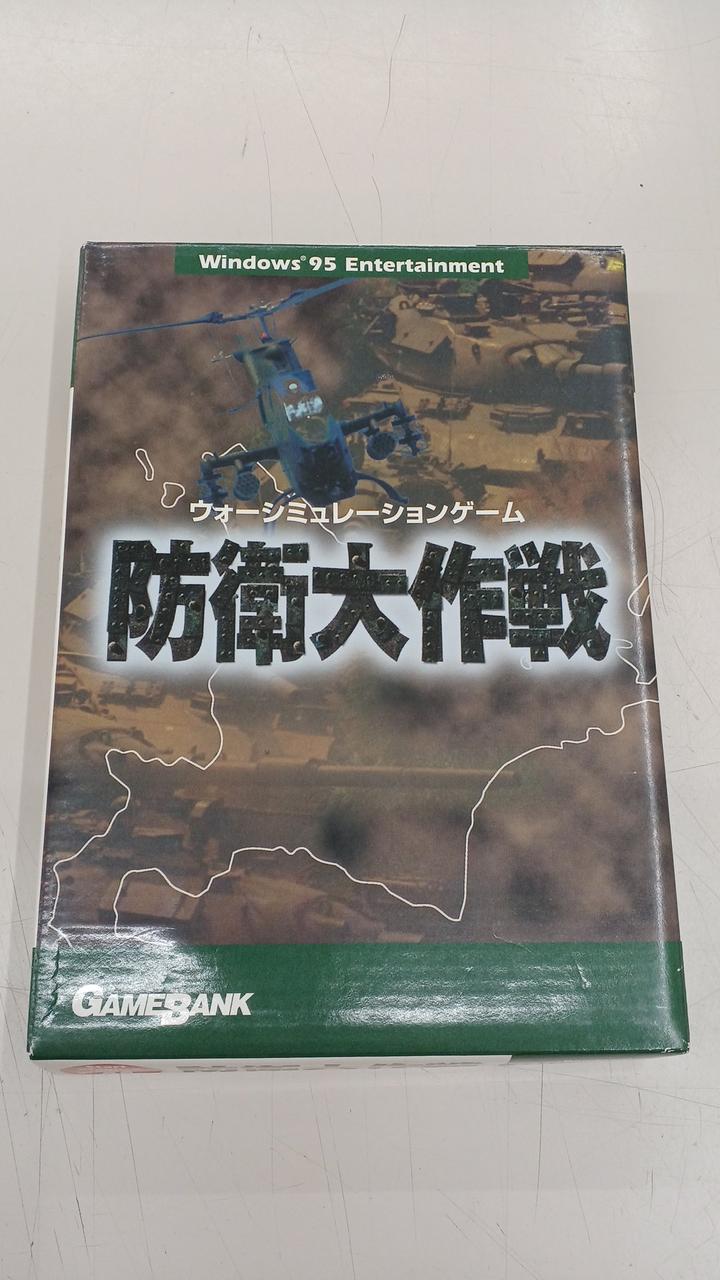 Windows®95 Entertainment
ウォーシミュレーションゲーム
防衛大作戦
GAMEBANK